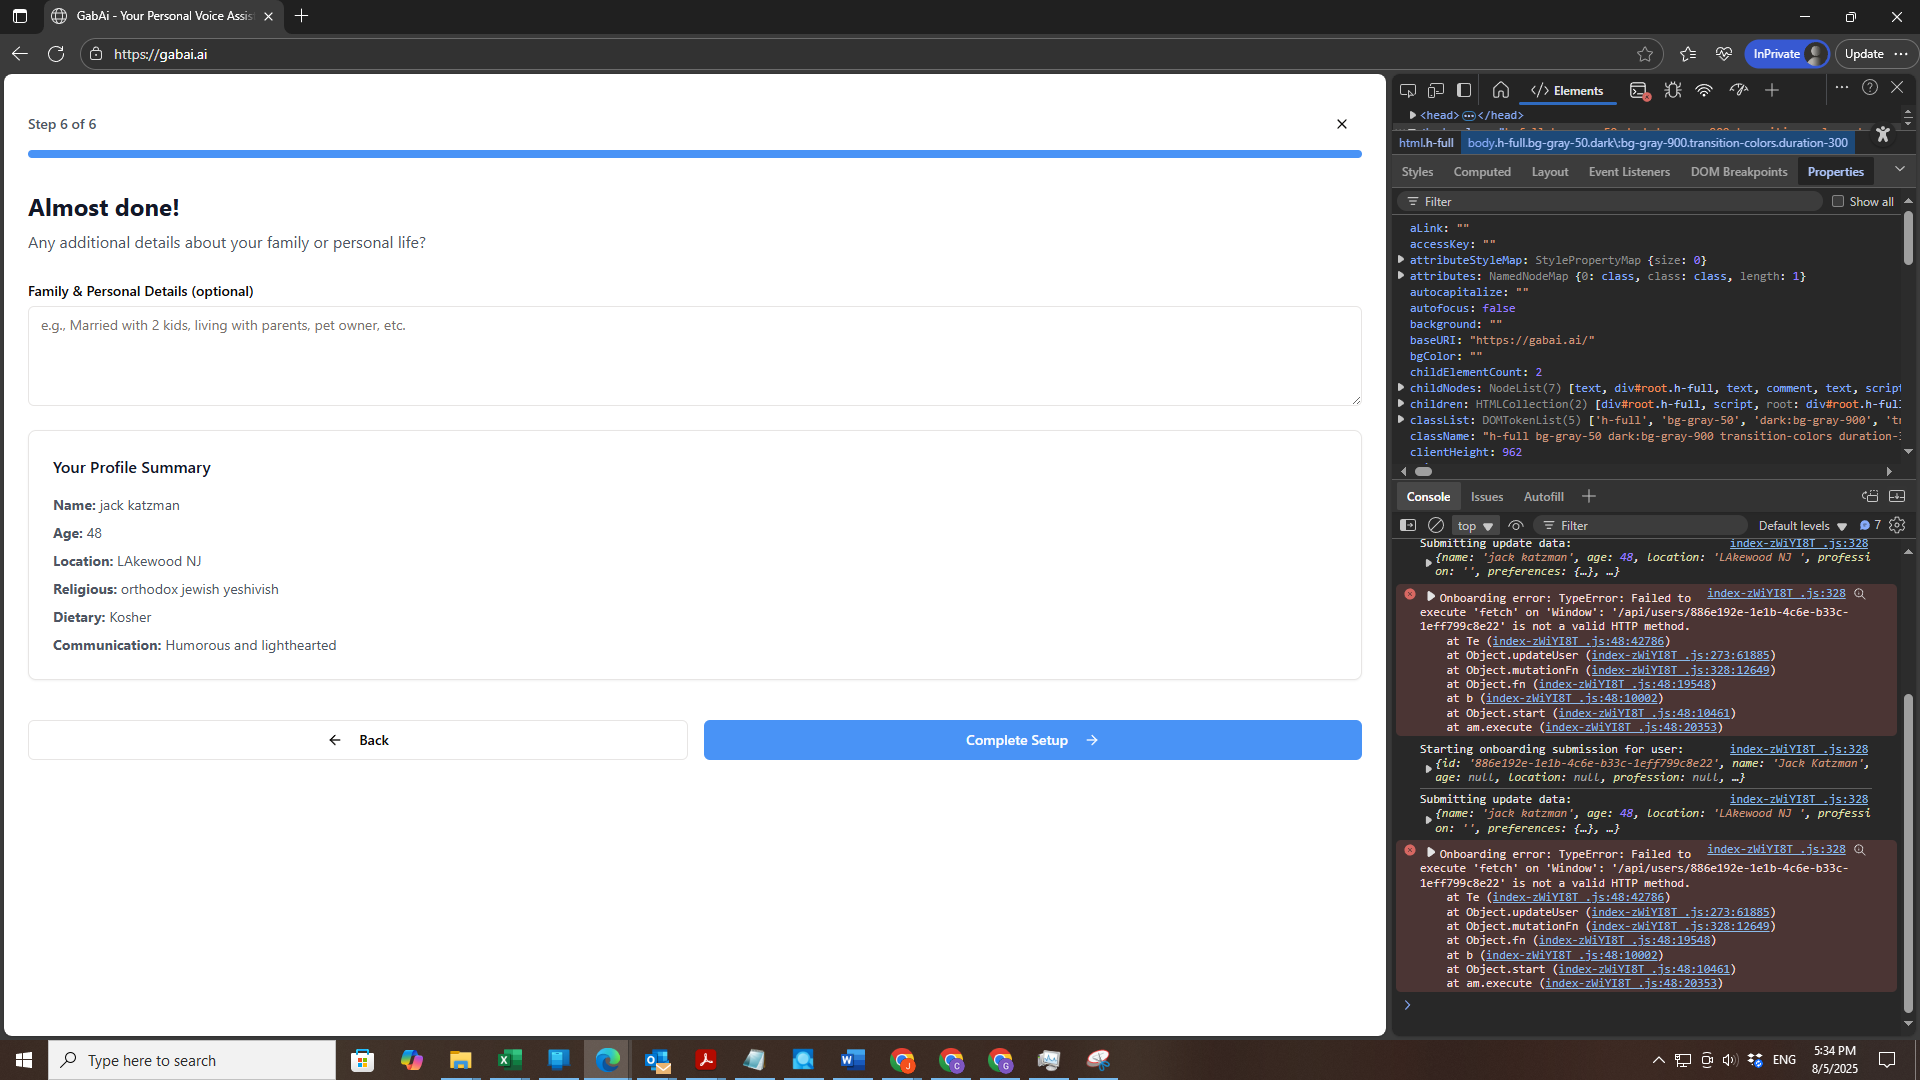 GabAi - Your Personal Voice Assis
https://gabai.ai
InPrivate
Update
Step 6 of 6
Almost done!
Any additional details about your family or personal life?
Family & Personal Details (optional)
e.g., Married with 2 kids, living with parents, pet owner, etc.
Your Profile Summary
Name: jack katzman
Age: 48
Location: LAkewood NJ
Religious: orthodox jewish yeshivish
Dietary: Kosher
Communication: Humorous and lighthearted
Back
Complete Setup
</> Elements
<head> </head>
html.h-full body.h-full.bg-gray-50.dark\:bg-gray-900.transition-colors.duration-300
Styles Computed Layout Event Listeners DOM Breakpoints Properties
Filter
Show all
aLink: ""
accessKey: ""
attributeStyleMap: StylePropertyMap {size: 0}
attributes: NamedNodeMap {0: class, class: class, length: 1}
autocapitalize: ""
autofocus: false
background: ""
baseURI: "https://gabai.ai/"
bgColor: ""
childElementCount: 2
childNodes: NodeList(7) [text, div#root.h-full, text, comment, text, script
children: HTMLCollection(2) [div#root.h-full, script, root: div#root.h-full
classList: DOMTokenList(5) ['h-full', 'bg-gray-50', 'dark:bg-gray-900', 'tr
className: "h-full bg-gray-50 dark:bg-gray-900 transition-colors duration-3
clientHeight: 962
Console Issues Autofill
top
Filter
Default levels
7
Submitting update data: index-zWiYI8T_.js:328
{name: 'jack katzman', age: 48, location: 'LAkewood NJ ', professi
on: '', preferences: {…}, …}
Onboarding error: TypeError: Failed to index-zWiYI8T_.js:328
execute 'fetch' on 'Window': '/api/users/886e192e-1e1b-4c6e-b33c-
1eff799c8e22' is not a valid HTTP method.
at Te (index-zWiYI8T_.js:48:42786)
at Object.updateUser (index-zWiYI8T_.js:273:61885)
at Object.mutationFn (index-zWiYI8T_.js:328:12649)
at Object.fn (index-zWiYI8T_.js:48:19548)
at b (index-zWiYI8T_.js:48:10002)
at Object.start (index-zWiYI8T_.js:48:10461)
at am.execute (index-zWiYI8T_.js:48:20353)
Starting onboarding submission for user: index-zWiYI8T_.js:328
{id: '886e192e-1e1b-4c6e-b33c-1eff799c8e22', name: 'Jack Katzman',
age: null, location: null, profession: null, …}
Submitting update data: index-zWiYI8T_.js:328
{name: 'jack katzman', age: 48, location: 'LAkewood NJ ', professi
on: '', preferences: {…}, …}
Onboarding error: TypeError: Failed to index-zWiYI8T_.js:328
execute 'fetch' on 'Window': '/api/users/886e192e-1e1b-4c6e-b33c-
1eff799c8e22' is not a valid HTTP method.
at Te (index-zWiYI8T_.js:48:42786)
at Object.updateUser (index-zWiYI8T_.js:273:61885)
at Object.mutationFn (index-zWiYI8T_.js:328:12649)
at Object.fn (index-zWiYI8T_.js:48:19548)
at b (index-zWiYI8T_.js:48:10002)
at Object.start (index-zWiYI8T_.js:48:10461)
at am.execute (index-zWiYI8T_.js:48:20353)
Type here to search
ENG
5:34 PM
8/5/2025